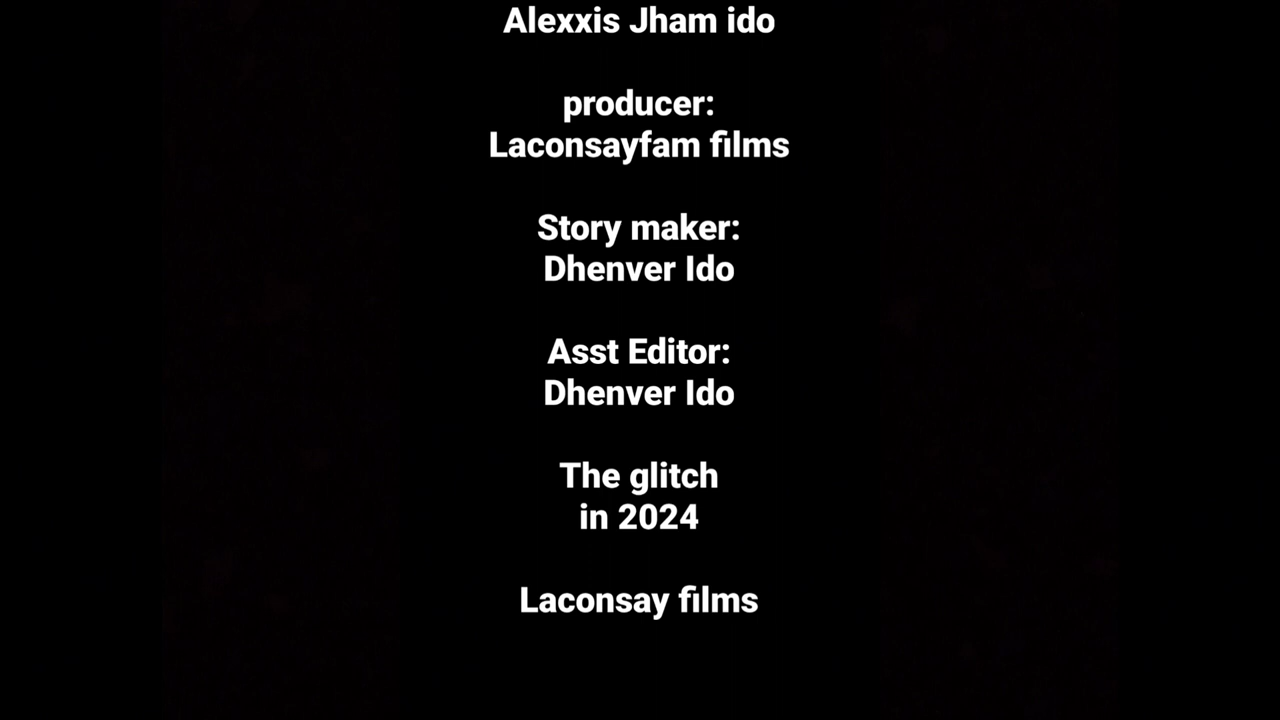 Alexxis Jham ido
producer:
Laconsayfam films
Story maker:
Dhenver Ido
Asst Editor:
Dhenver Ido
The glitch
in 2024
Laconsay films